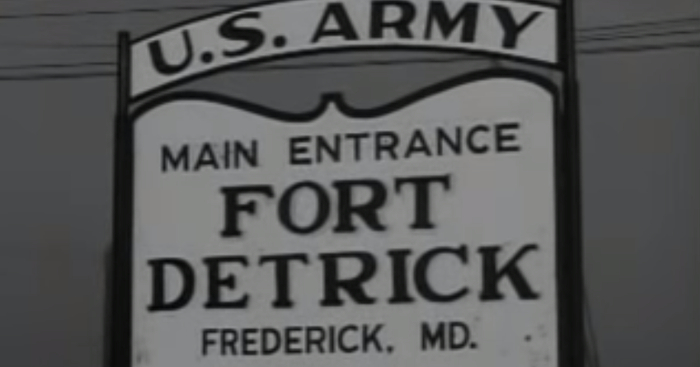 U.S. ARMY
MAIN ENTRANCE
FORT
DETRICK
FREDERICK, MD.